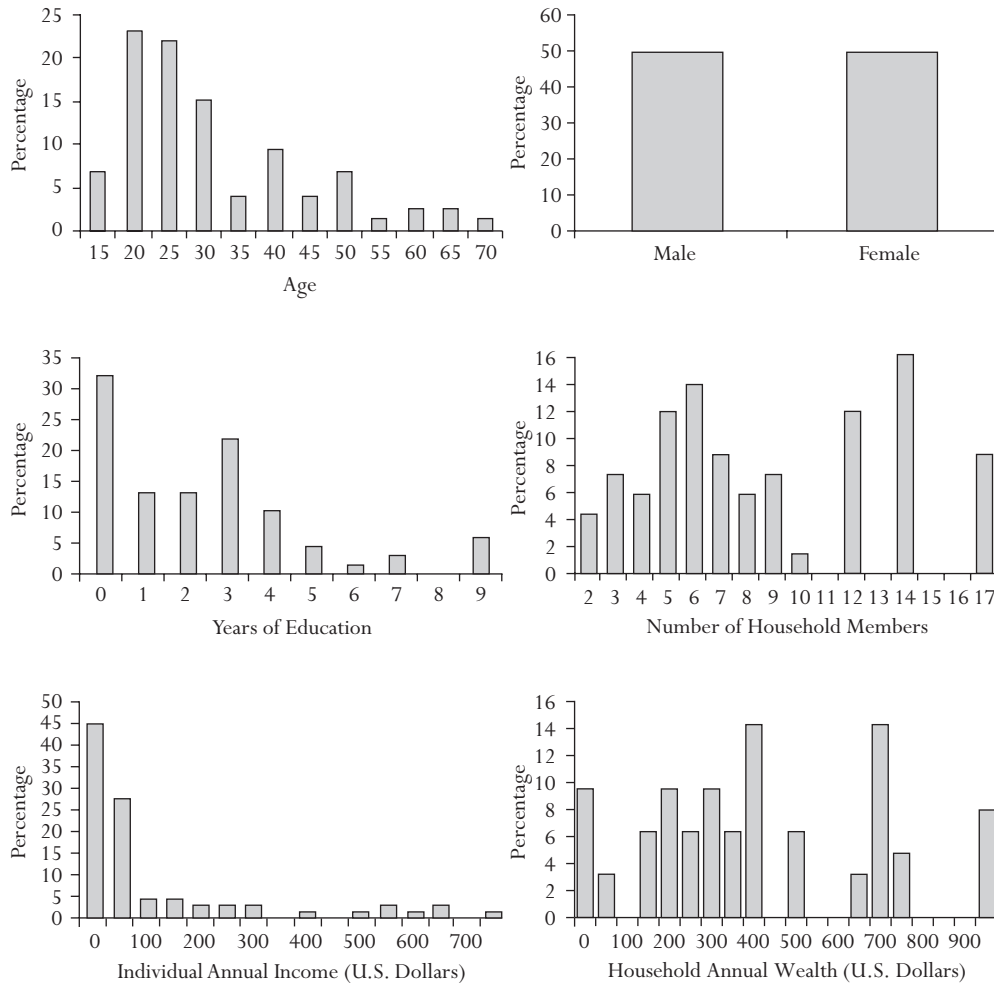 25
20
15
10
5
0
Percentage
15 20 25 30 35 40 45 50 55 60 65 70
Age
60
50
40
30
20
10
0
Percentage
Male Female
35
30
25
20
15
10
5
0
Percentage
0 1 2 3 4 5 6 7 8 9
Years of Education
16
14
12
10
8
6
4
2
0
Percentage
2 3 4 5 6 7 8 9 10 11 12 13 14 15 16 17
Number of Household Members
50
45
40
35
30
25
20
15
10
5
0
Percentage
0 100 200 300 400 500 600 700
Individual Annual Income (U.S. Dollars)
16
14
12
10
8
6
4
2
0
Percentage
0 100 200 300 400 500 600 700 900
Household Annual Wealth (U.S. Dollars)